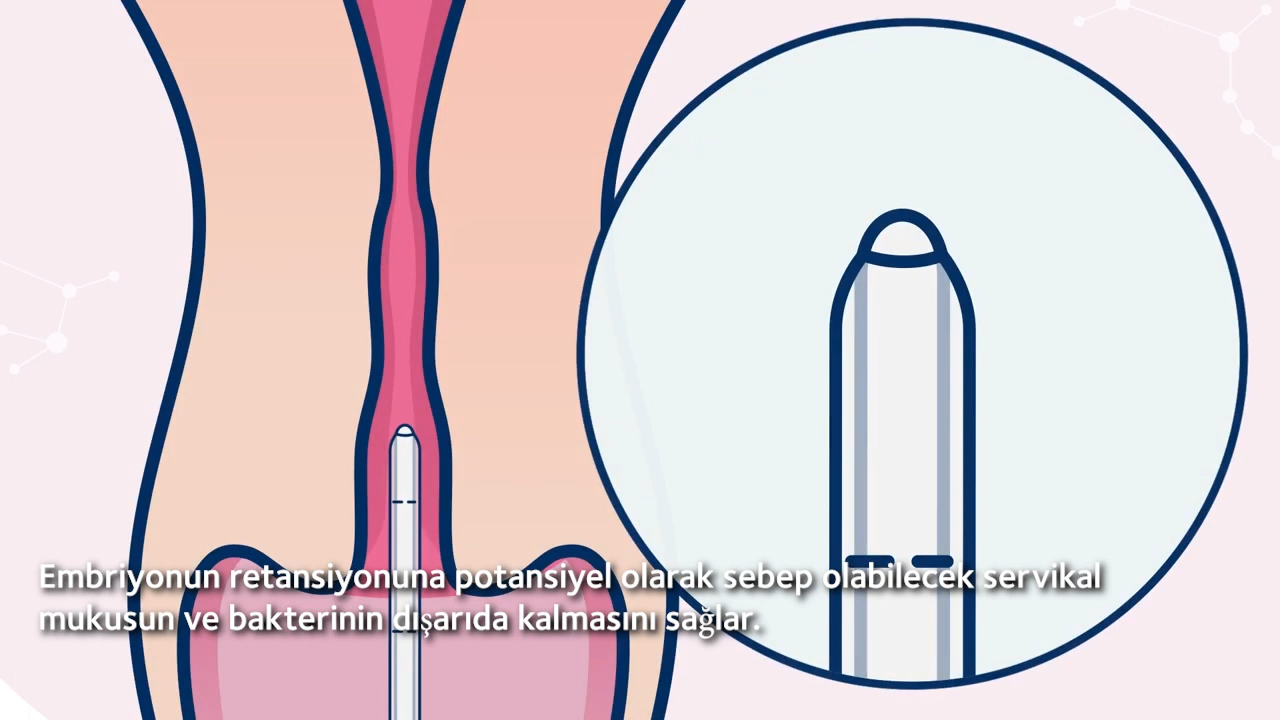 Embriyonun retansiyonuna potansiyel olarak sebep olabilecek servikal
mukusun ve bakterinin dışarıda kalmasını sağlar.